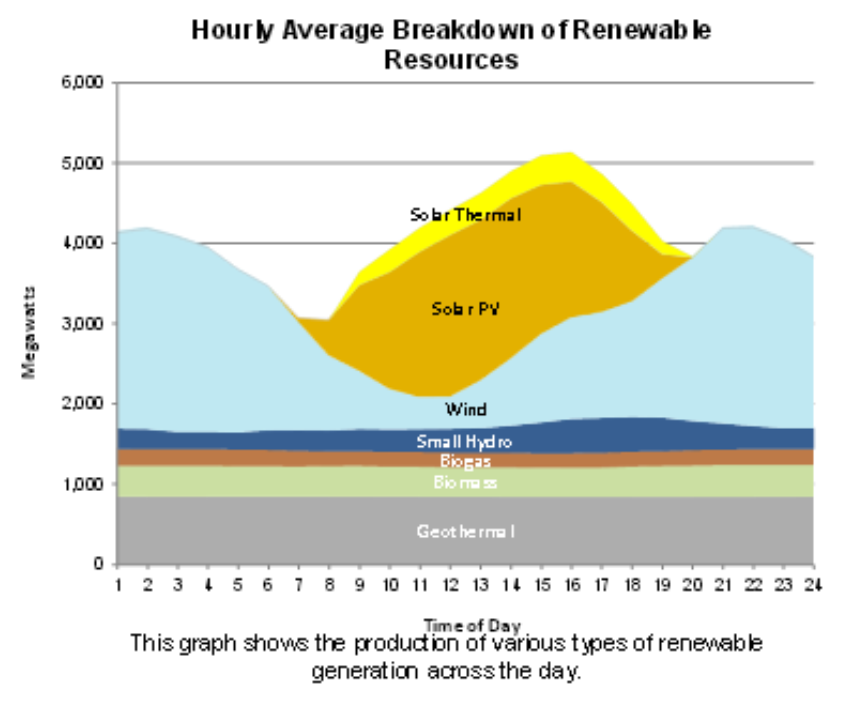 Hourly Average Breakdown of Renewable
Resources
6,000
5,000
Solar Thermal
4,000
Solar PV
Megawatts
3,000
2,000
Wind
Small Hydro
Biogas
1,000
Biomass
Geothermal
0
1 2 3 4 5 6 7 8 9 10 11 12 13 14 15 16 17 18 19 20 21 22 23 24
Time of Day
This graph shows the production of various types of renewable
generation across the day.